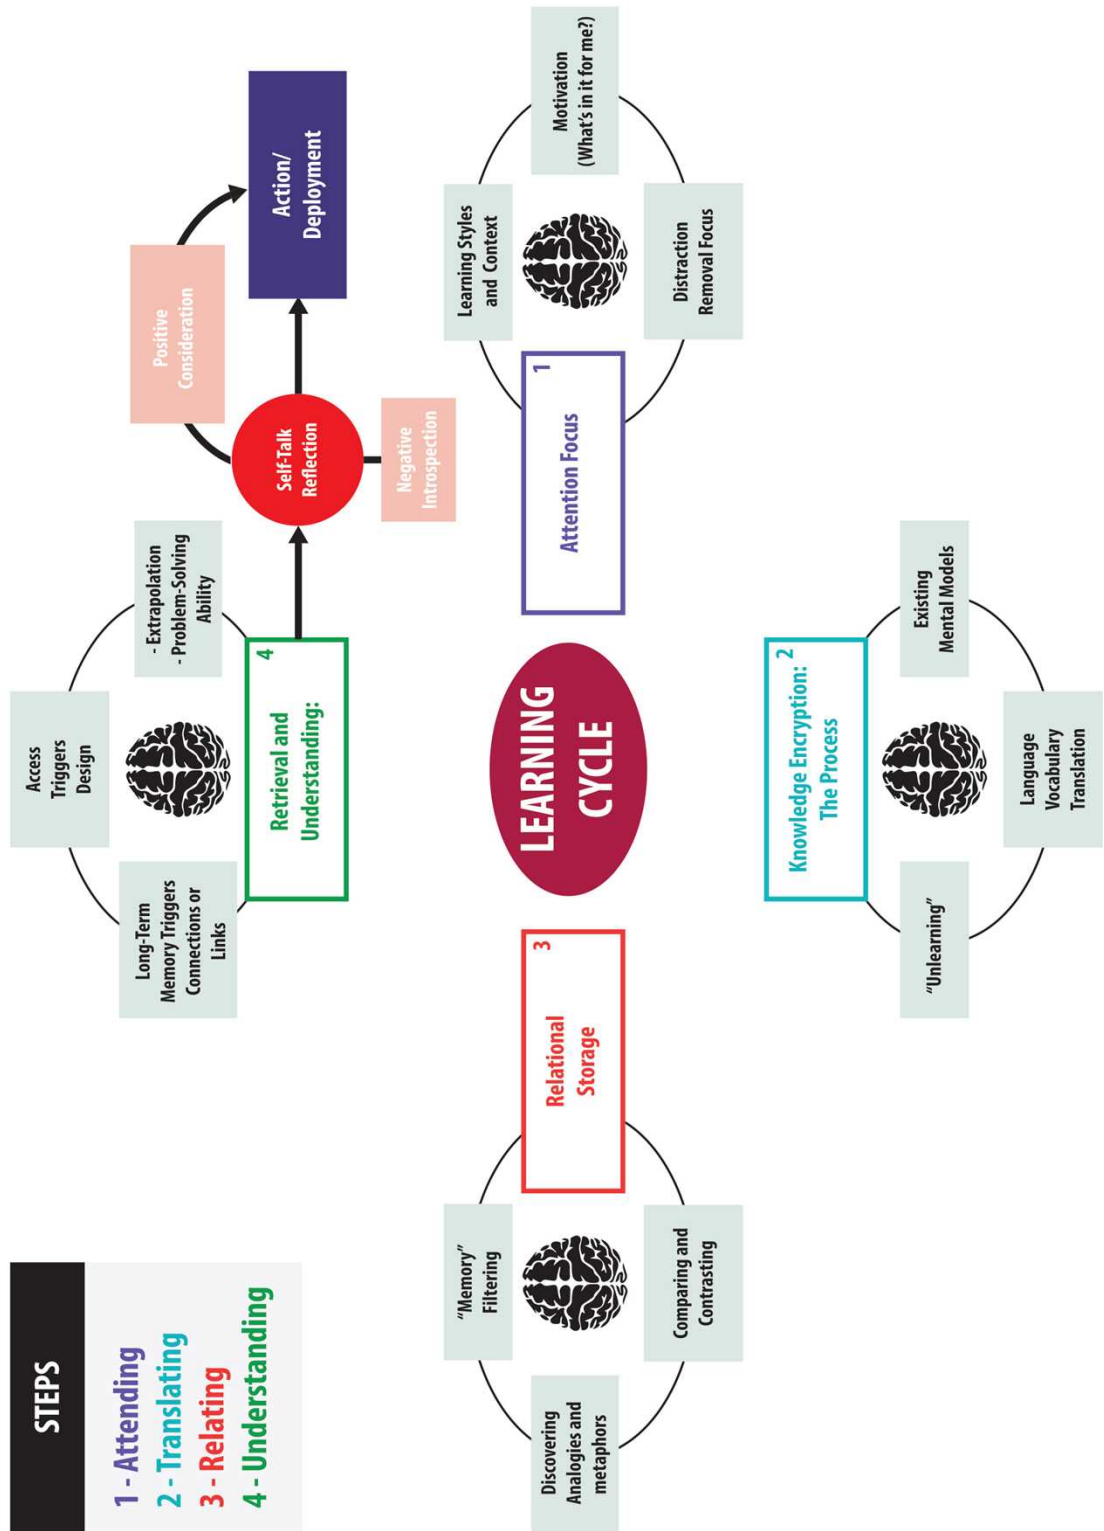 STEPS
1 - Attending
2 - Translating
3 - Relating
4 - Understanding
Long-Term
Memory Triggers
Connections or
Links
Access
Triggers
Design
- Extrapolation
- Problem-Solving
Ability
4
Retrieval and
Understanding:
Self-Talk
Reflection
Positive
Consideration
Negative
Introspection
Action/
Deployment
Discovering
Analogies and
metaphors
"Memory"
Filtering
Comparing and
Contrasting
3
Relational
Storage
LEARNING
CYCLE
1
Attention Focus
Learning Styles
and Context
Motivation
(What's in it for me?)
Distraction
Removal Focus
2
Knowledge Encryption:
The Process
"Unlearning"
Language
Vocabulary
Translation
Existing
Mental Models